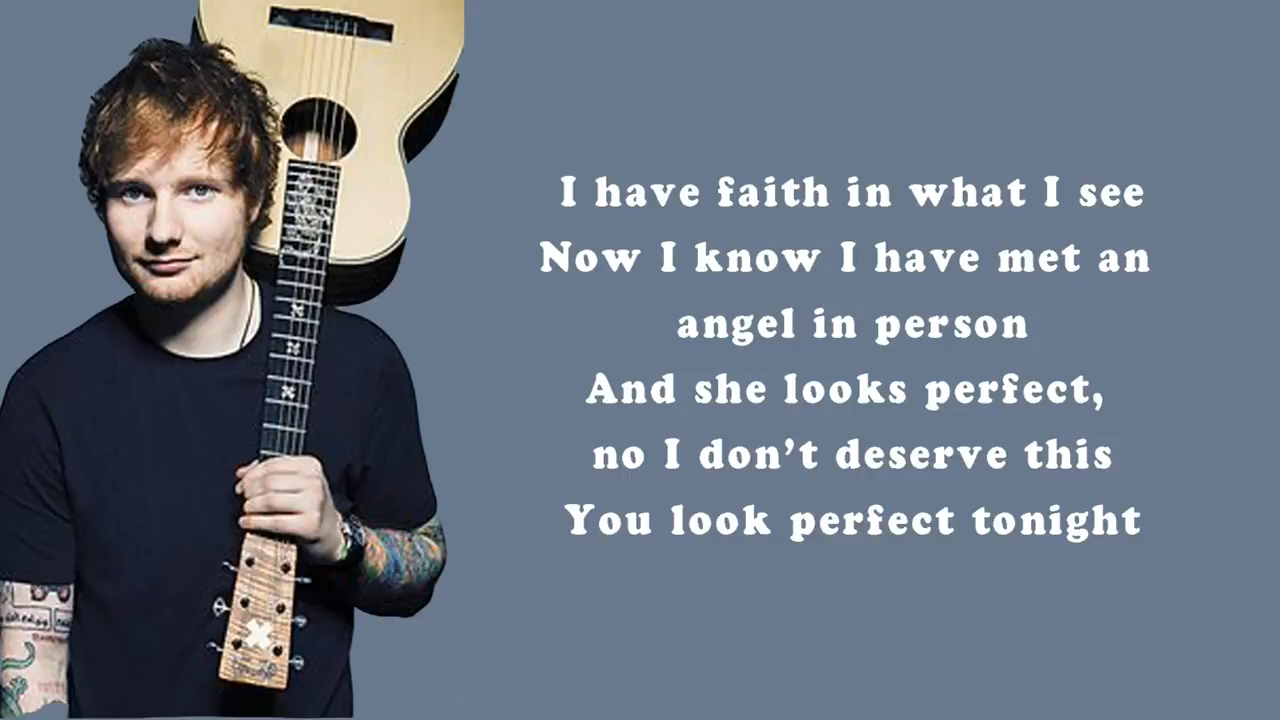 I have faith in what I see
Now I know I have met an
angel in person
And she looks perfect,
no I don’t deserve this
You look perfect tonight